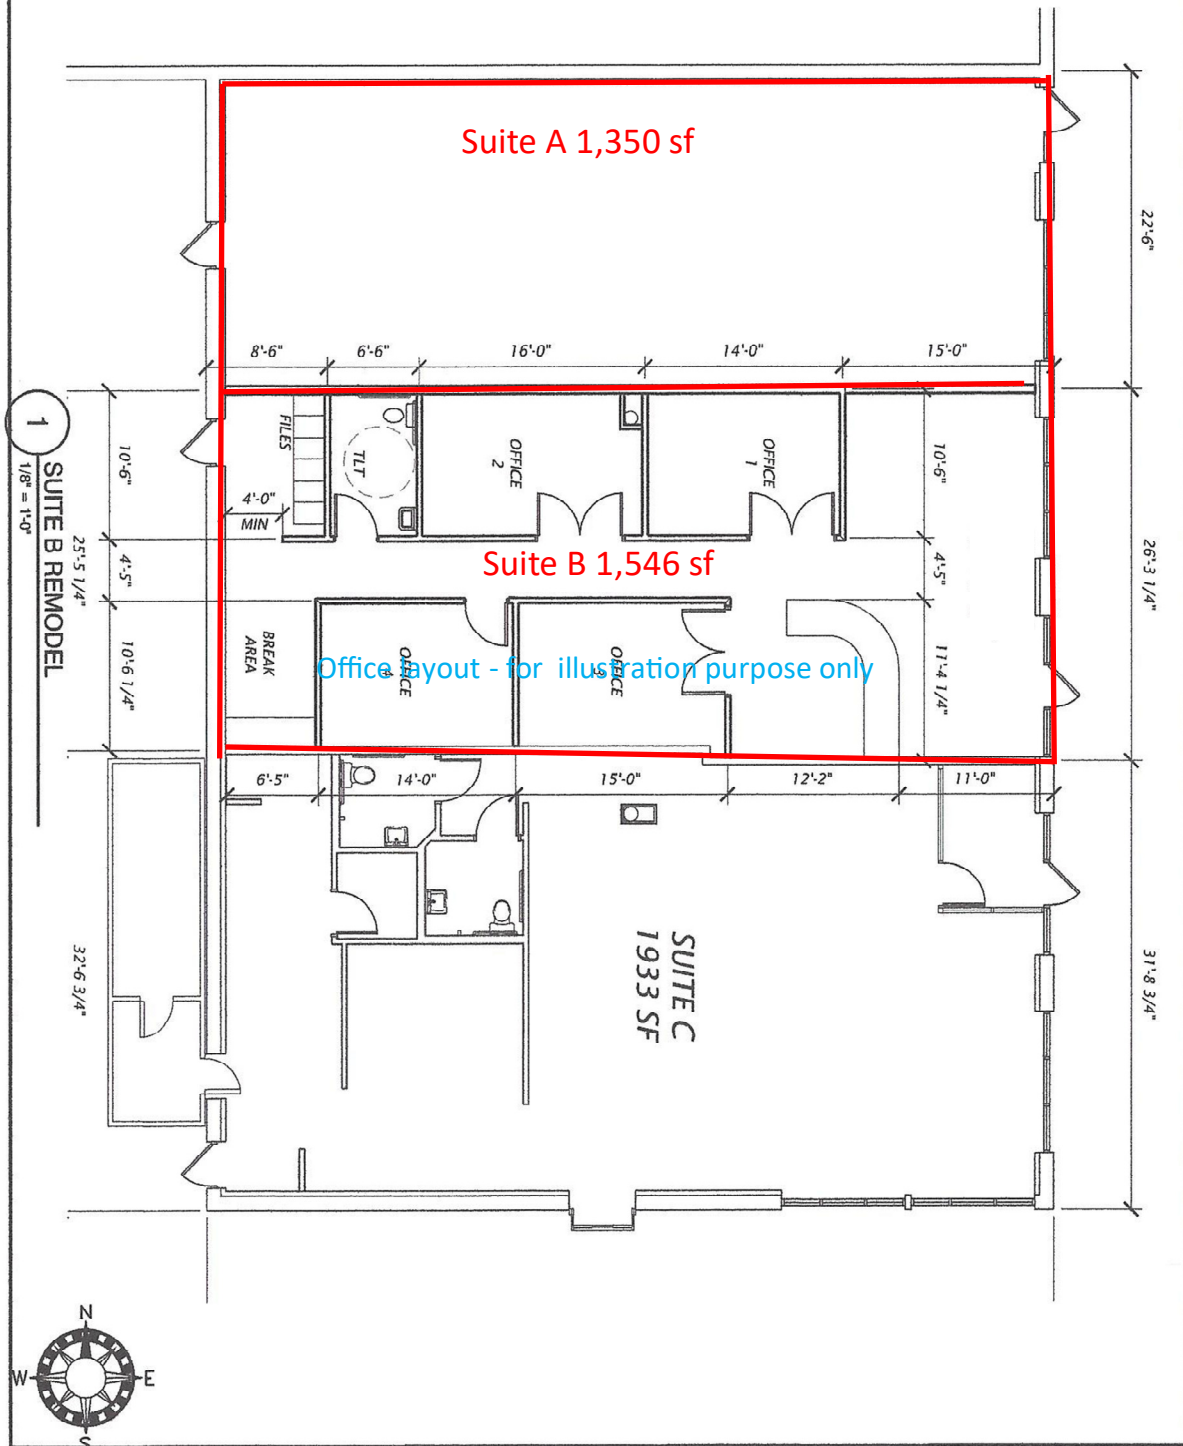 Suite A 1,350 sf
22'-6"
8'-6"
6'-6"
16'-0"
14'-0"
15'-0"
1
SUITE B REMODEL
1/8" = 1'-0"
10'-6"
4'-5"
25'-5 1/4"
10'-6 1/4"
FILES
4'-0"
MIN
TLT
OFFICE
2
OFFICE
1
10'-6"
4'-5"
11'-4 1/4"
26'-3 1/4"
Suite B 1,546 sf
BREAK
AREA
OFFICE
4
OFFICE
3
Office layout - for illustration purpose only
6'-5"
14'-0"
15'-0"
12'-2"
11'-0"
SUITE C
1933 SF
32'-6 3/4"
31'-8 3/4"
N
W
E
S